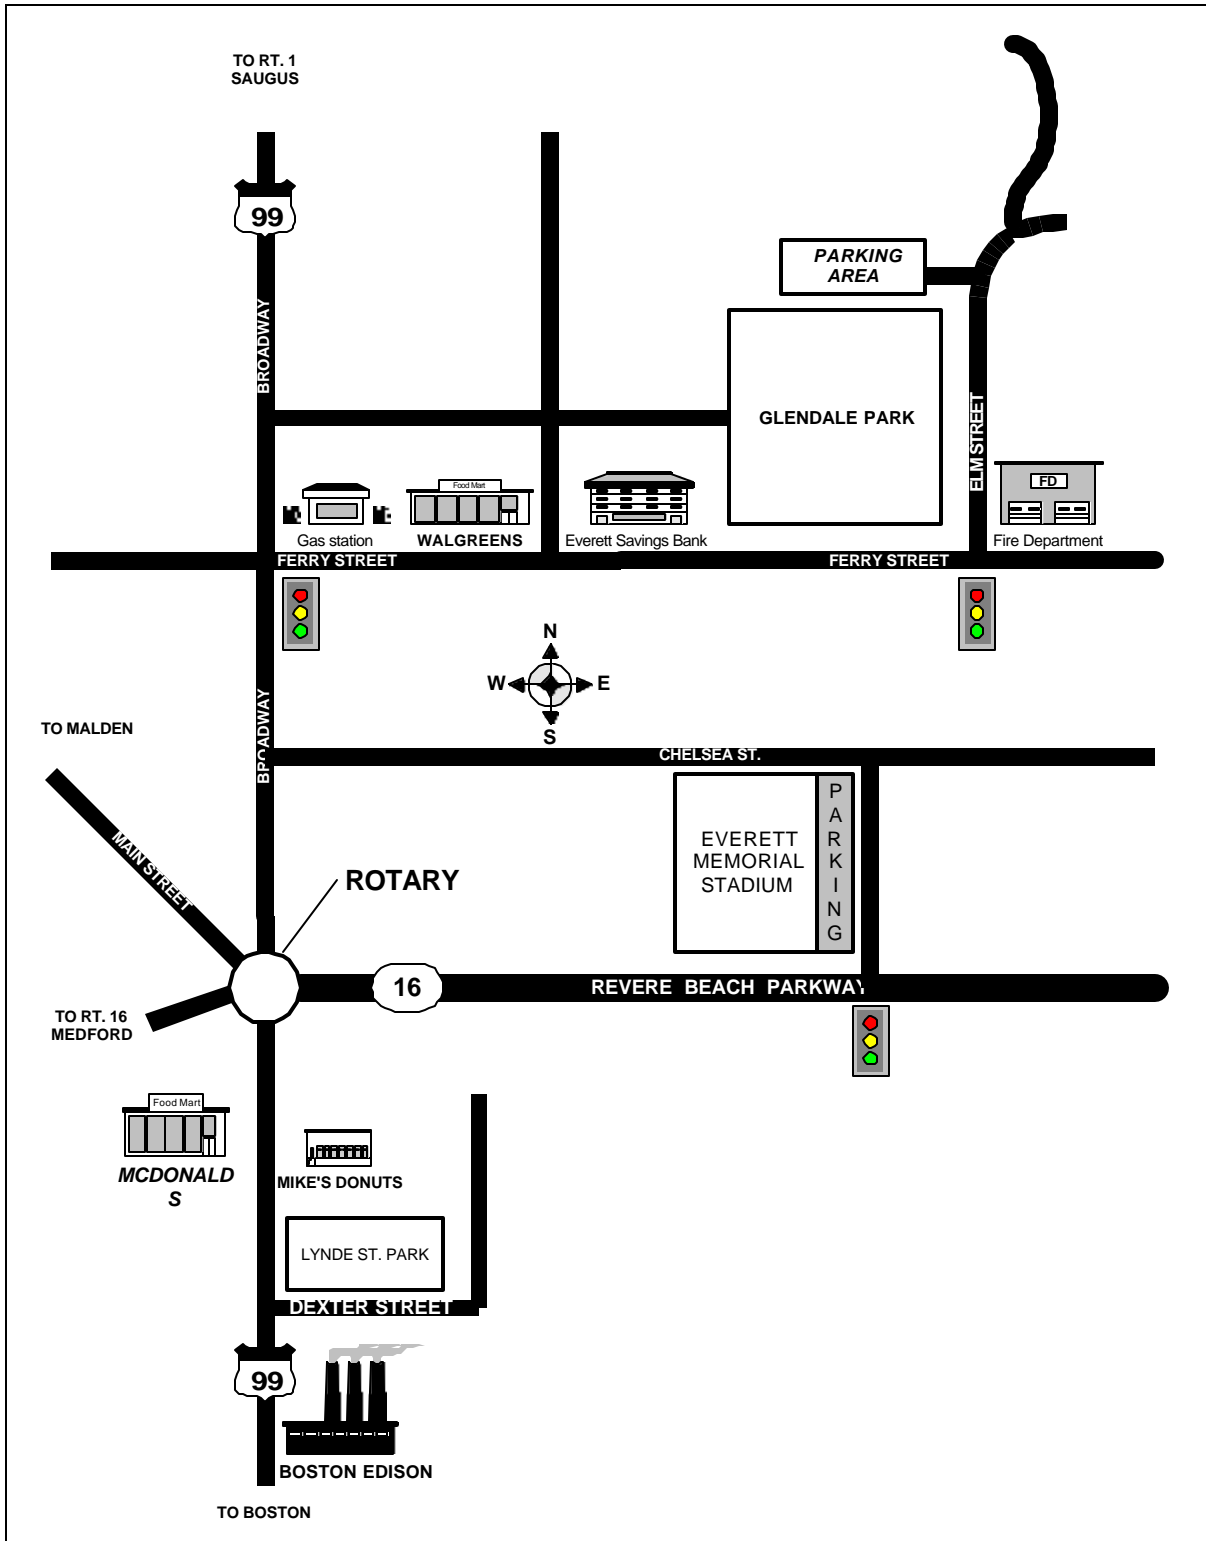 TO RT. 1
SAUGUS
99
BROADWAY
PARKING
AREA
GLENDALE PARK
ELM STREET
FD
Food Mart
Gas station
WALGREENS
Everett Savings Bank
Fire Department
FERRY STREET
FERRY STREET
N
W
E
S
TO MALDEN
BROADWAY
CHELSEA ST.
MAIN STREET
EVERETT
MEMORIAL
STADIUM
P
A
R
K
I
N
G
ROTARY
16
REVERE BEACH PARKWAY
TO RT. 16
MEDFORD
Food Mart
MCDONALD
S
MIKE'S DONUTS
LYNDE ST. PARK
DEXTER STREET
99
BOSTON EDISON
TO BOSTON